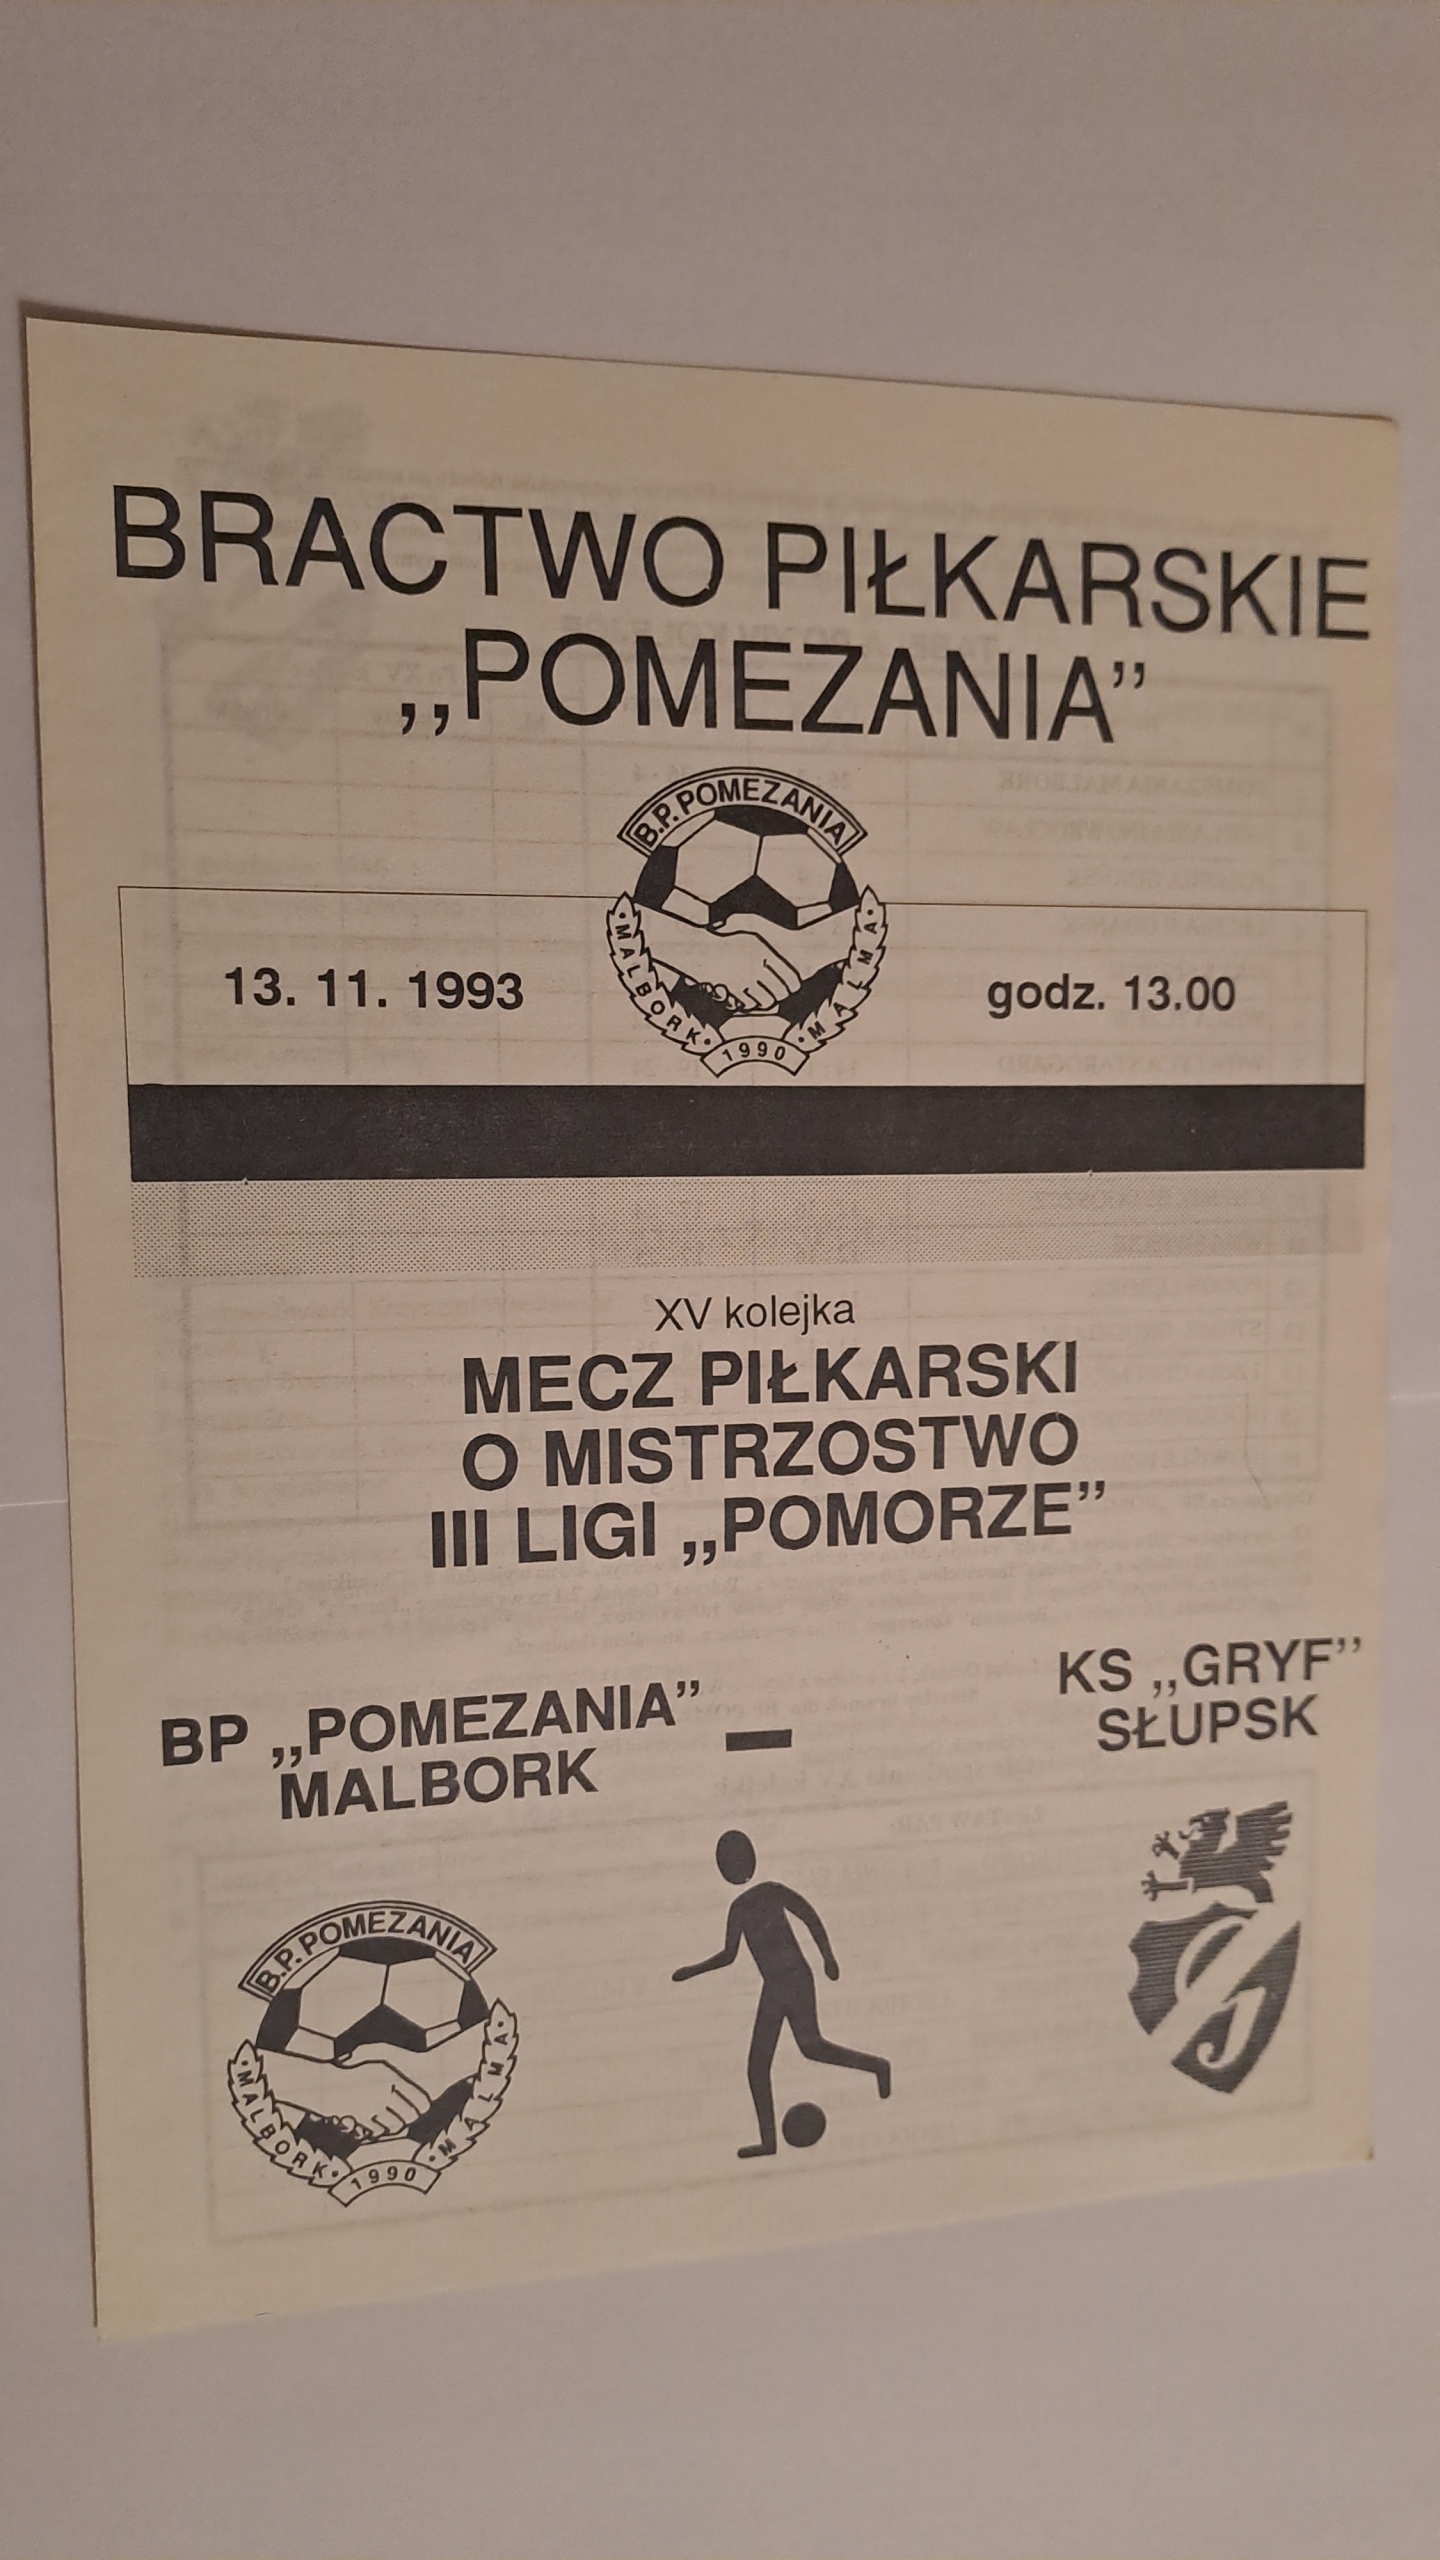 BRACTWO PIŁKARSKIE
,,POMEZANIA”
B.P. POMEZANIA
MALBORK
MALMA
1990
13. 11. 1993
godz. 13.00
XV kolejka
MECZ PIŁKARSKI
O MISTRZOSTWO
III LIGI ,,POMORZE”
BP ,,POMEZANIA”
MALBORK
–
KS ,,GRYF”
SŁUPSK
B.P. POMEZANIA
MALBORK
MALMA
1990